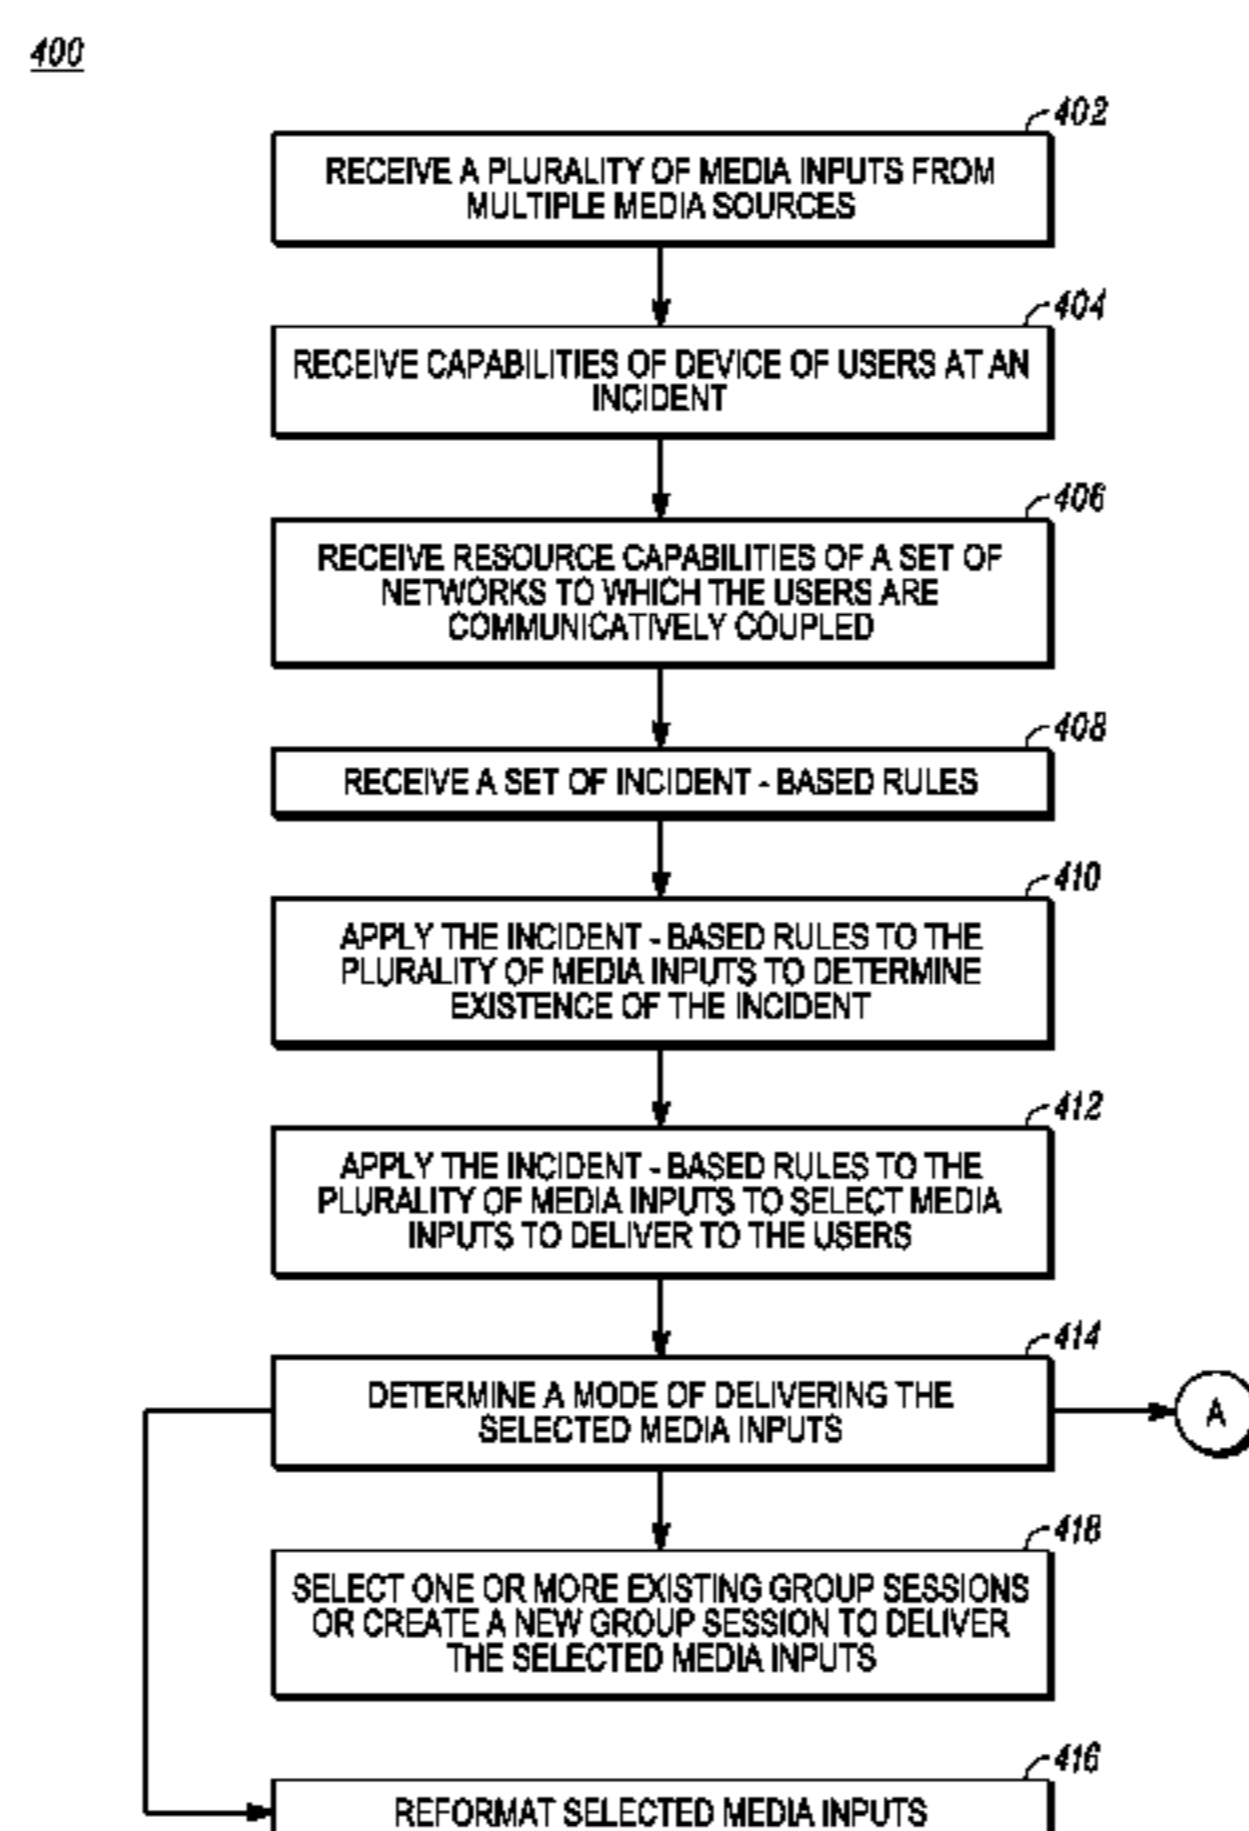 400
402
RECEIVE A PLURALITY OF MEDIA INPUTS FROM
MULTIPLE MEDIA SOURCES
404
RECEIVE CAPABILITIES OF DEVICE OF USERS AT AN
INCIDENT
406
RECEIVE RESOURCE CAPABILITIES OF A SET OF
NETWORKS TO WHICH THE USERS ARE
COMMUNICATIVELY COUPLED
408
RECEIVE A SET OF INCIDENT - BASED RULES
410
APPLY THE INCIDENT - BASED RULES TO THE
PLURALITY OF MEDIA INPUTS TO DETERMINE
EXISTENCE OF THE INCIDENT
412
APPLY THE INCIDENT - BASED RULES TO THE
PLURALITY OF MEDIA INPUTS TO SELECT MEDIA
INPUTS TO DELIVER TO THE USERS
414
DETERMINE A MODE OF DELIVERING THE
SELECTED MEDIA INPUTS
A
418
SELECT ONE OR MORE EXISTING GROUP SESSIONS
OR CREATE A NEW GROUP SESSION TO DELIVER
THE SELECTED MEDIA INPUTS
416
REFORMAT SELECTED MEDIA INPUTS